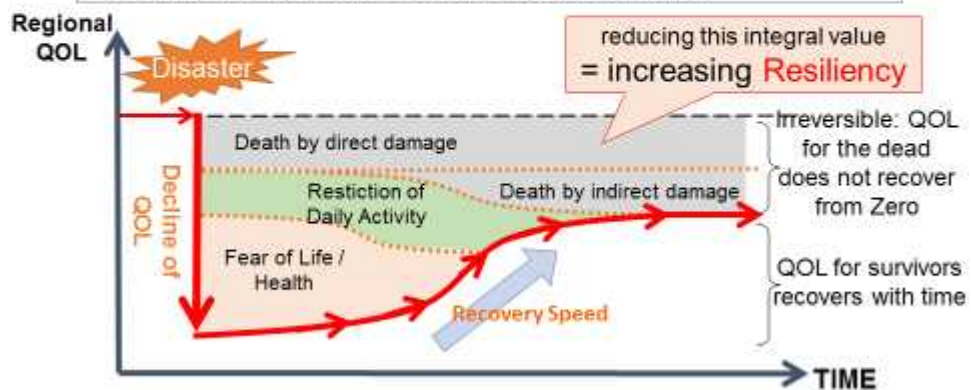 Regional
QOL
Disaster
reducing this integral value
= increasing Resiliency
Death by direct damage
Irreversible: QOL
for the dead
does not recover
from Zero
Decline of
QOL
Restiction of
Daily Activity
Death by indirect damage
Fear of Life /
Health
QOL for survivors
recovers with time
Recovery Speed
TIME